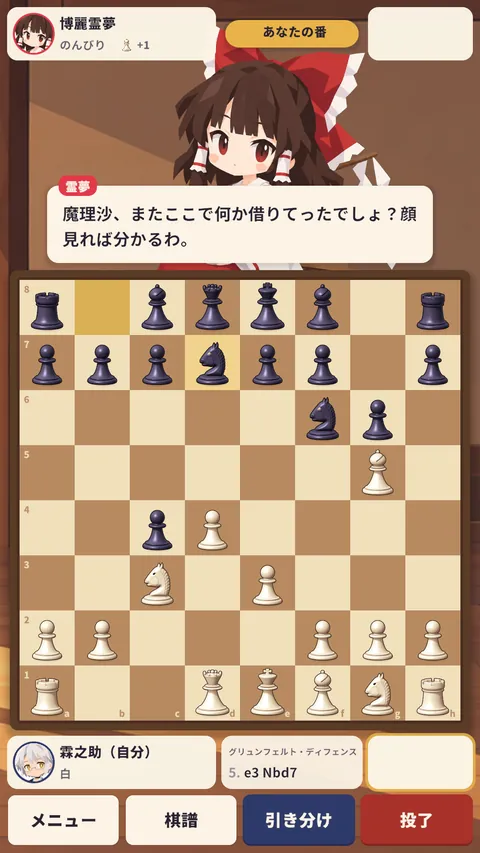 博麗霊夢
のんびり
+1
あなたの番
霊夢
魔理沙、またここで何か借りてったでしょ？顔
見れば分かるわ。
8
7
6
5
4
3
2
1
a
b
c
d
e
f
g
h
霖之助（自分）
白
グリュンフェルト・ディフェンス
5. e3 Nbd7
メニュー
棋譜
引き分け
投了